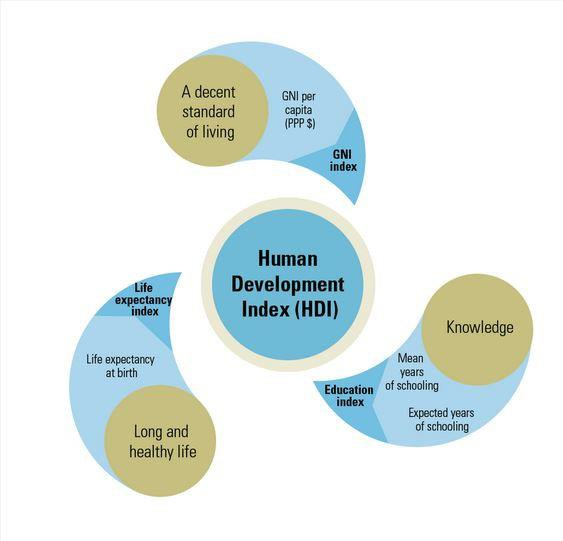 A decent
standard
of living
GNI per
capita
(PPP $)
GNI
index
Human
Development
Index (HDI)
Life
expectancy
index
Life expectancy
at birth
Long and
healthy life
Knowledge
Mean
years
of schooling
Expected years
of schooling
Education
index